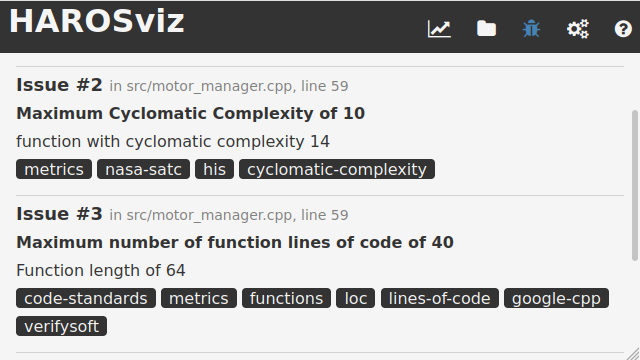 HAROSviz
Issue #2 in src/motor_manager.cpp, line 59
Maximum Cyclomatic Complexity of 10
function with cyclomatic complexity 14
metrics nasa-satc his cyclomatic-complexity
Issue #3 in src/motor_manager.cpp, line 59
Maximum number of function lines of code of 40
Function length of 64
code-standards metrics functions loc lines-of-code google-cpp
verifysoft